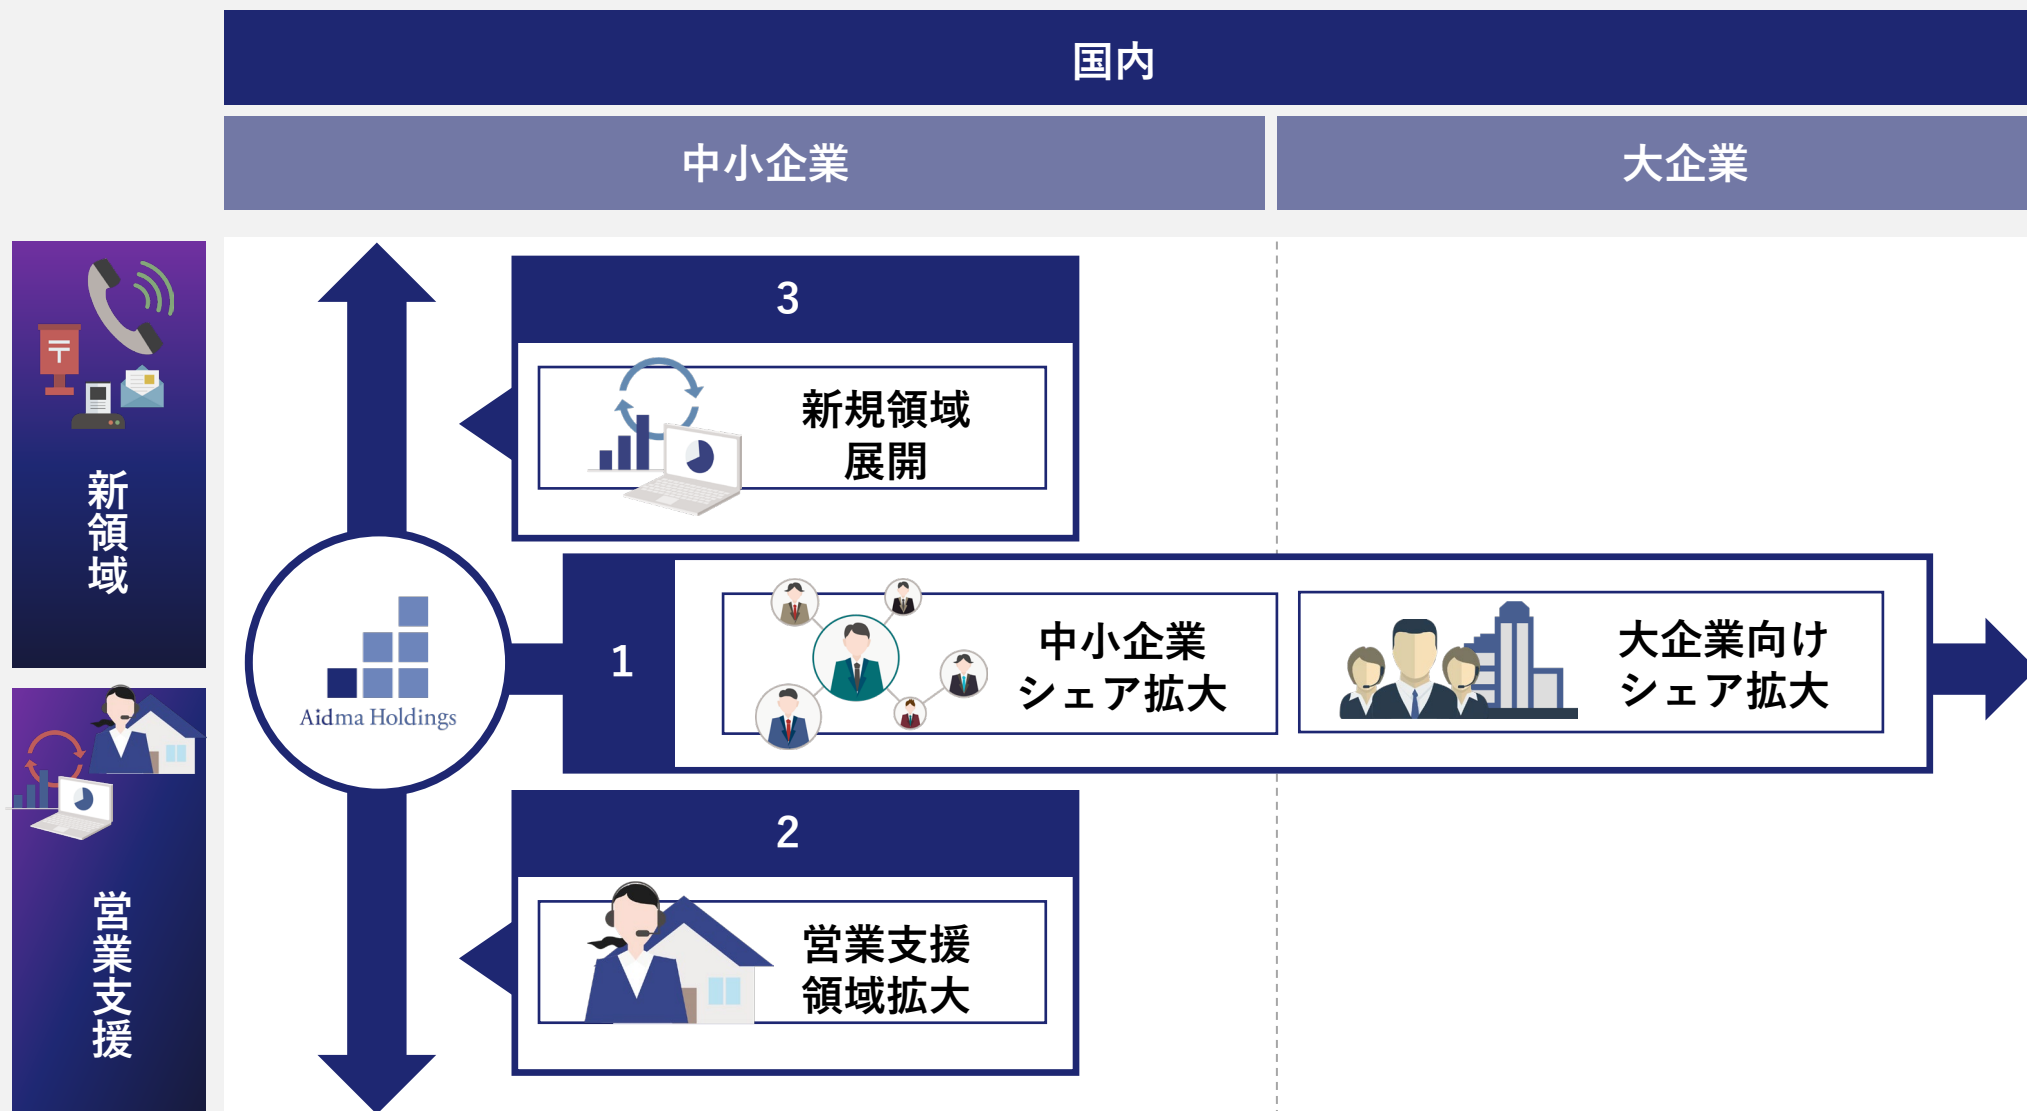 国内
中小企業
大企業
新領域
営業支援
3
新規領域
展開
Aidma Holdings
1
中小企業
シェア拡大
大企業向け
シェア拡大
2
営業支援
領域拡大
〒